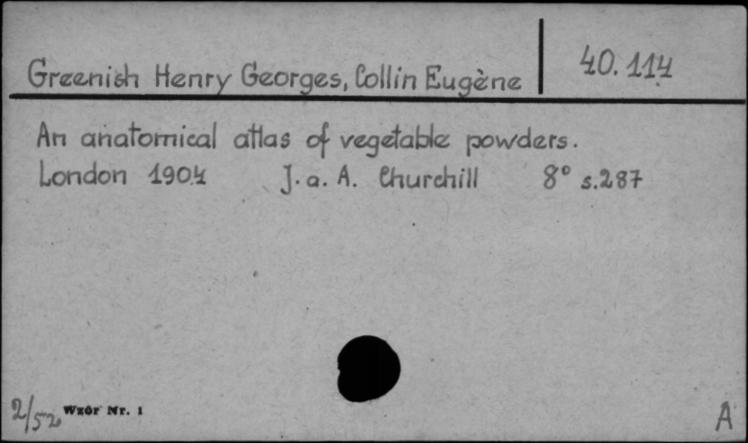 Greenish Henry Georges, Collin Eugène 40.114
An anatomical atlas of vegetable powders.
London 1904 J. a. A. Churchill 8° s.287
2/52 Wzór Nr. 1 A